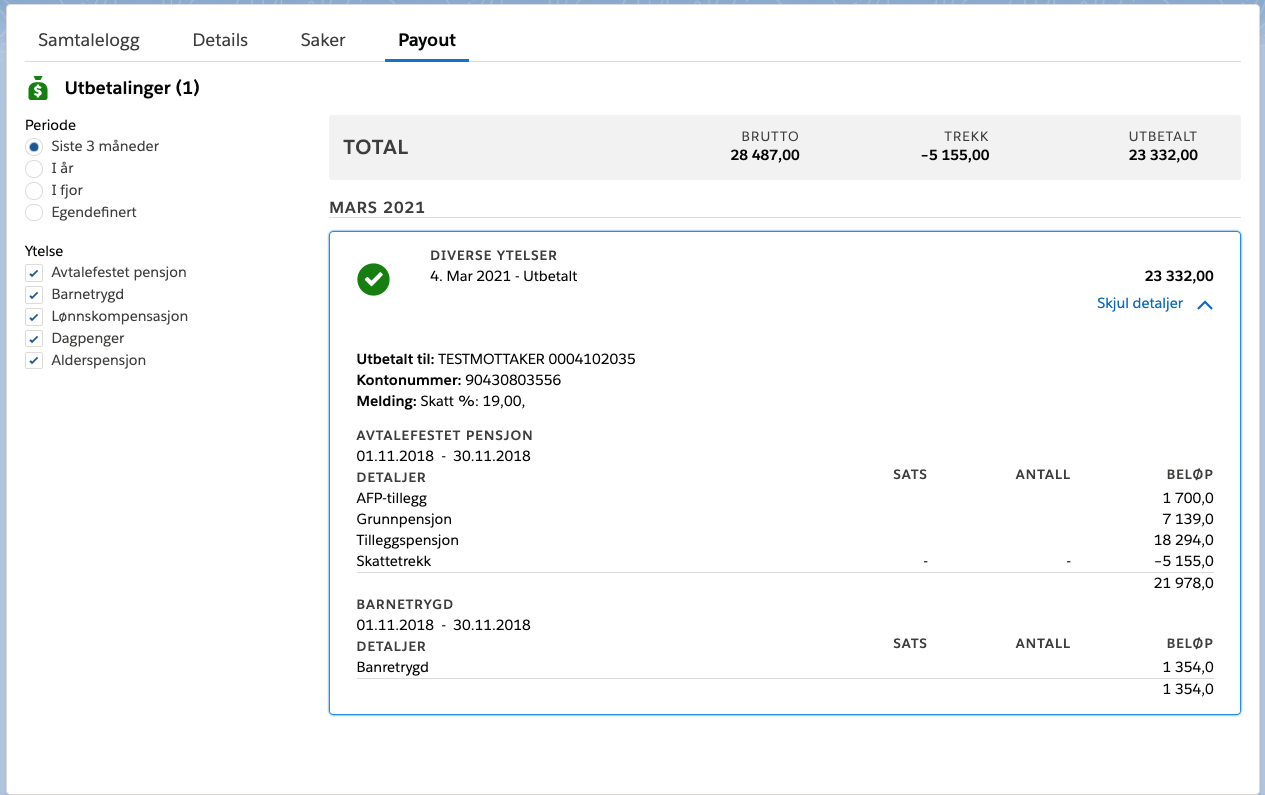 Samtalelogg Details Saker Payout
Utbetalinger (1)
Periode
Siste 3 måneder
I år
I fjor
Egendefinert
Ytelse
Avtalefestet pensjon
Barnetrygd
Lønnskompensasjon
Dagpenger
Alderspensjon
TOTAL
BRUTTO TREKK UTBETALT
28 487,00 −5 155,00 23 332,00
MARS 2021
DIVERSE YTELSER
4. Mar 2021 - Utbetalt 23 332,00
Skjul detaljer
Utbetalt til: TESTMOTTAKER 0004102035
Kontonummer: 90430803556
Melding: Skatt %: 19,00,
AVTALEFESTET PENSJON
01.11.2018 - 30.11.2018
DETALJER SATS ANTALL BELØP
AFP-tillegg 1 700,0
Grunnpensjon 7 139,0
Tilleggspensjon 18 294,0
Skattetrekk - - −5 155,0
21 978,0
BARNETRYGD
01.11.2018 - 30.11.2018
DETALJER SATS ANTALL BELØP
Banretrygd 1 354,0
1 354,0